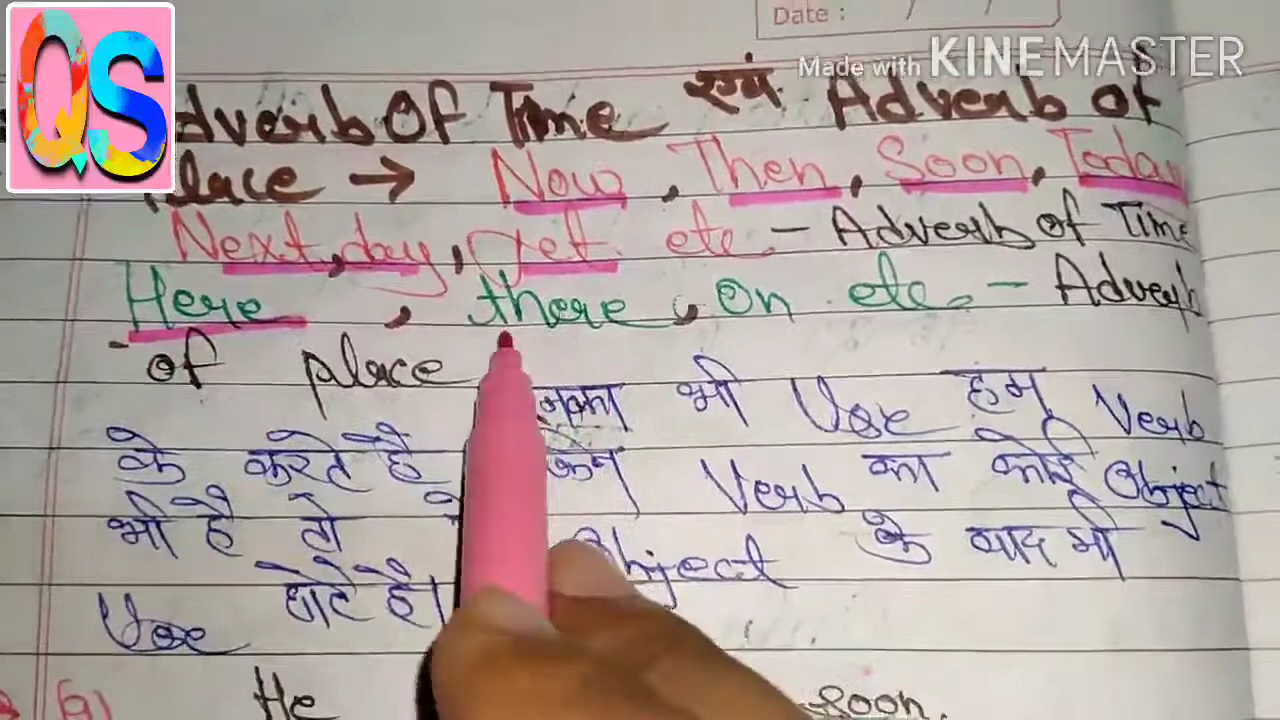 QS
Date : / /
Made with KINEMASTER
dverb Of Time एवं Adverb of
Place → Now, Then, Soon, Today
Next, day, yet etc - Adverb of Time
Here, there, on etc. - Adverb
of place
भी Use हम Verb
के करते है Verb का कोई Object
भी है तो Object के बाद भी
Use होते है।
He soon.